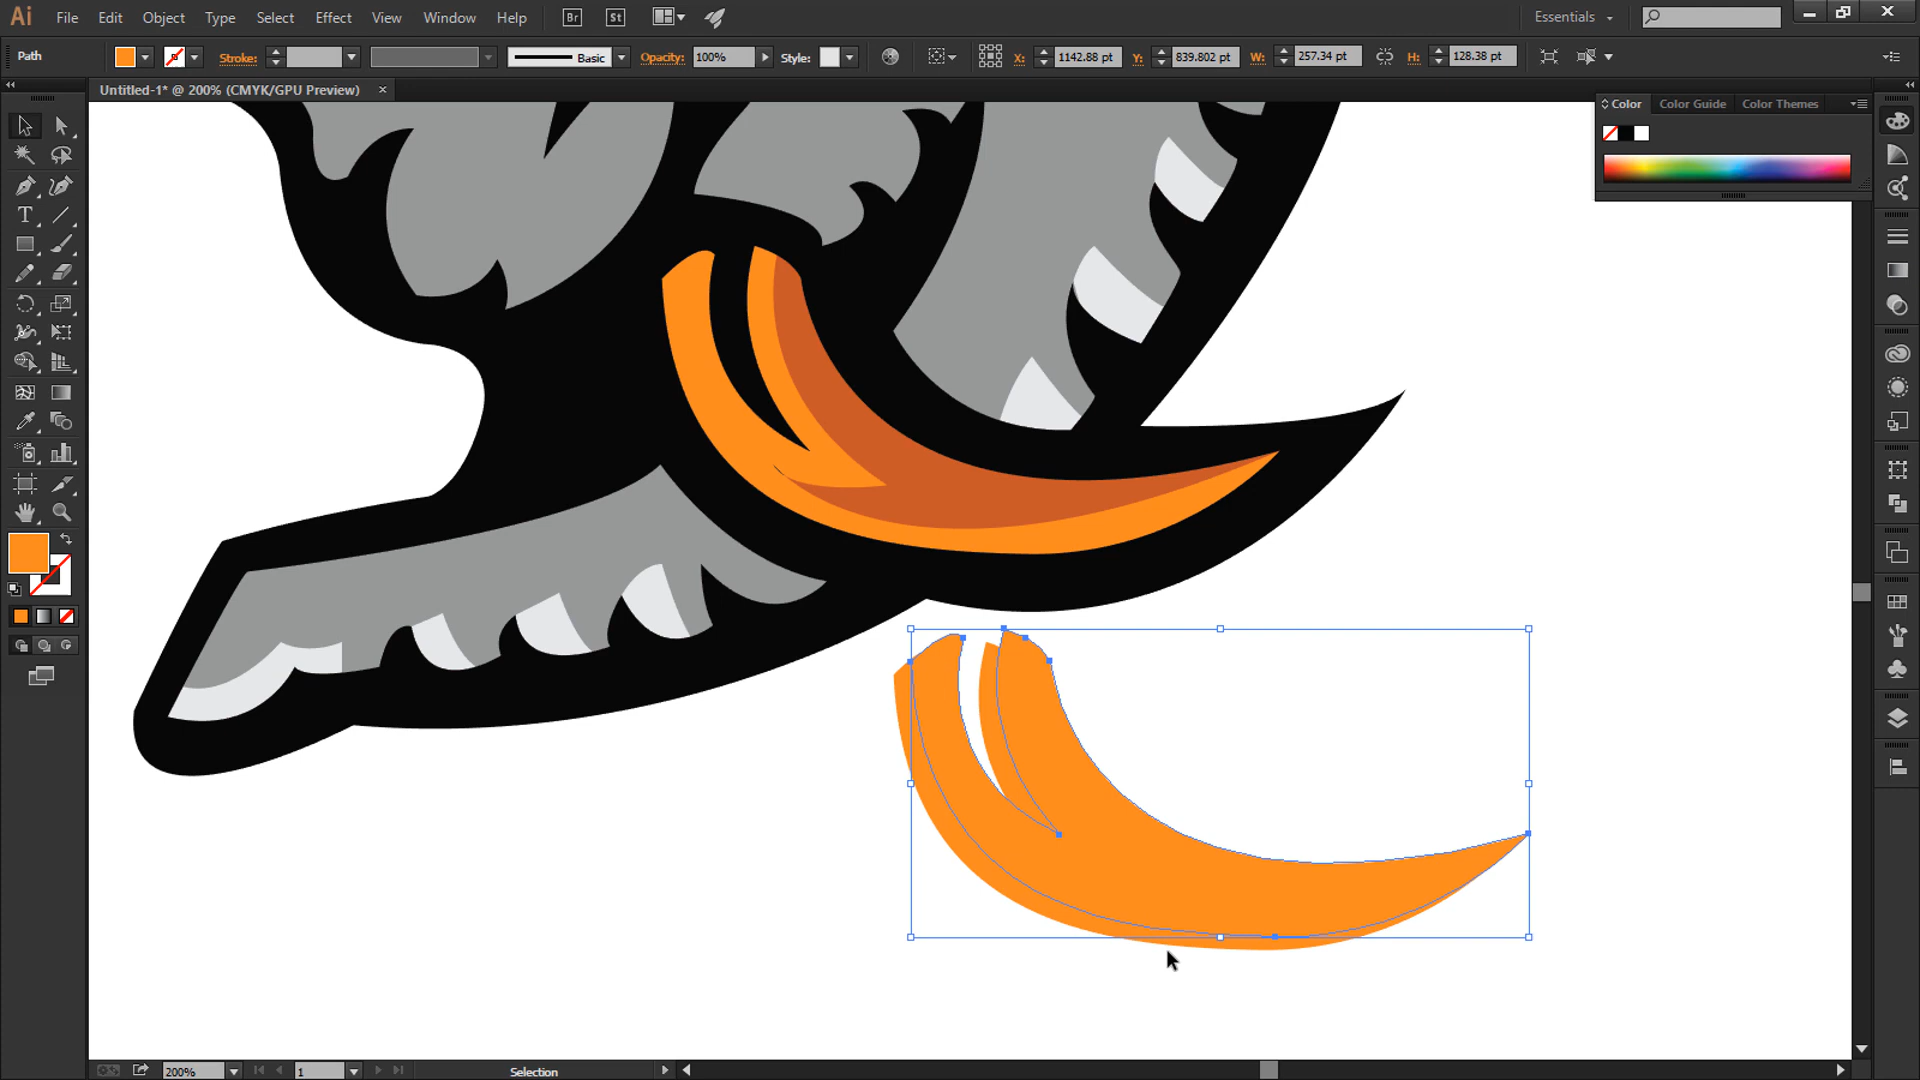 Ai File Edit Object Type Select Effect View Window Help Br St Essentials
Path Stroke: Basic Opacity: 100% Style: X: 1142.88 pt Y: 839.802 pt W: 257.34 pt H: 128.38 pt
Untitled-1* @ 200% (CMYK/GPU Preview) ×
Color Color Guide Color Themes
T
200% 1 Selection